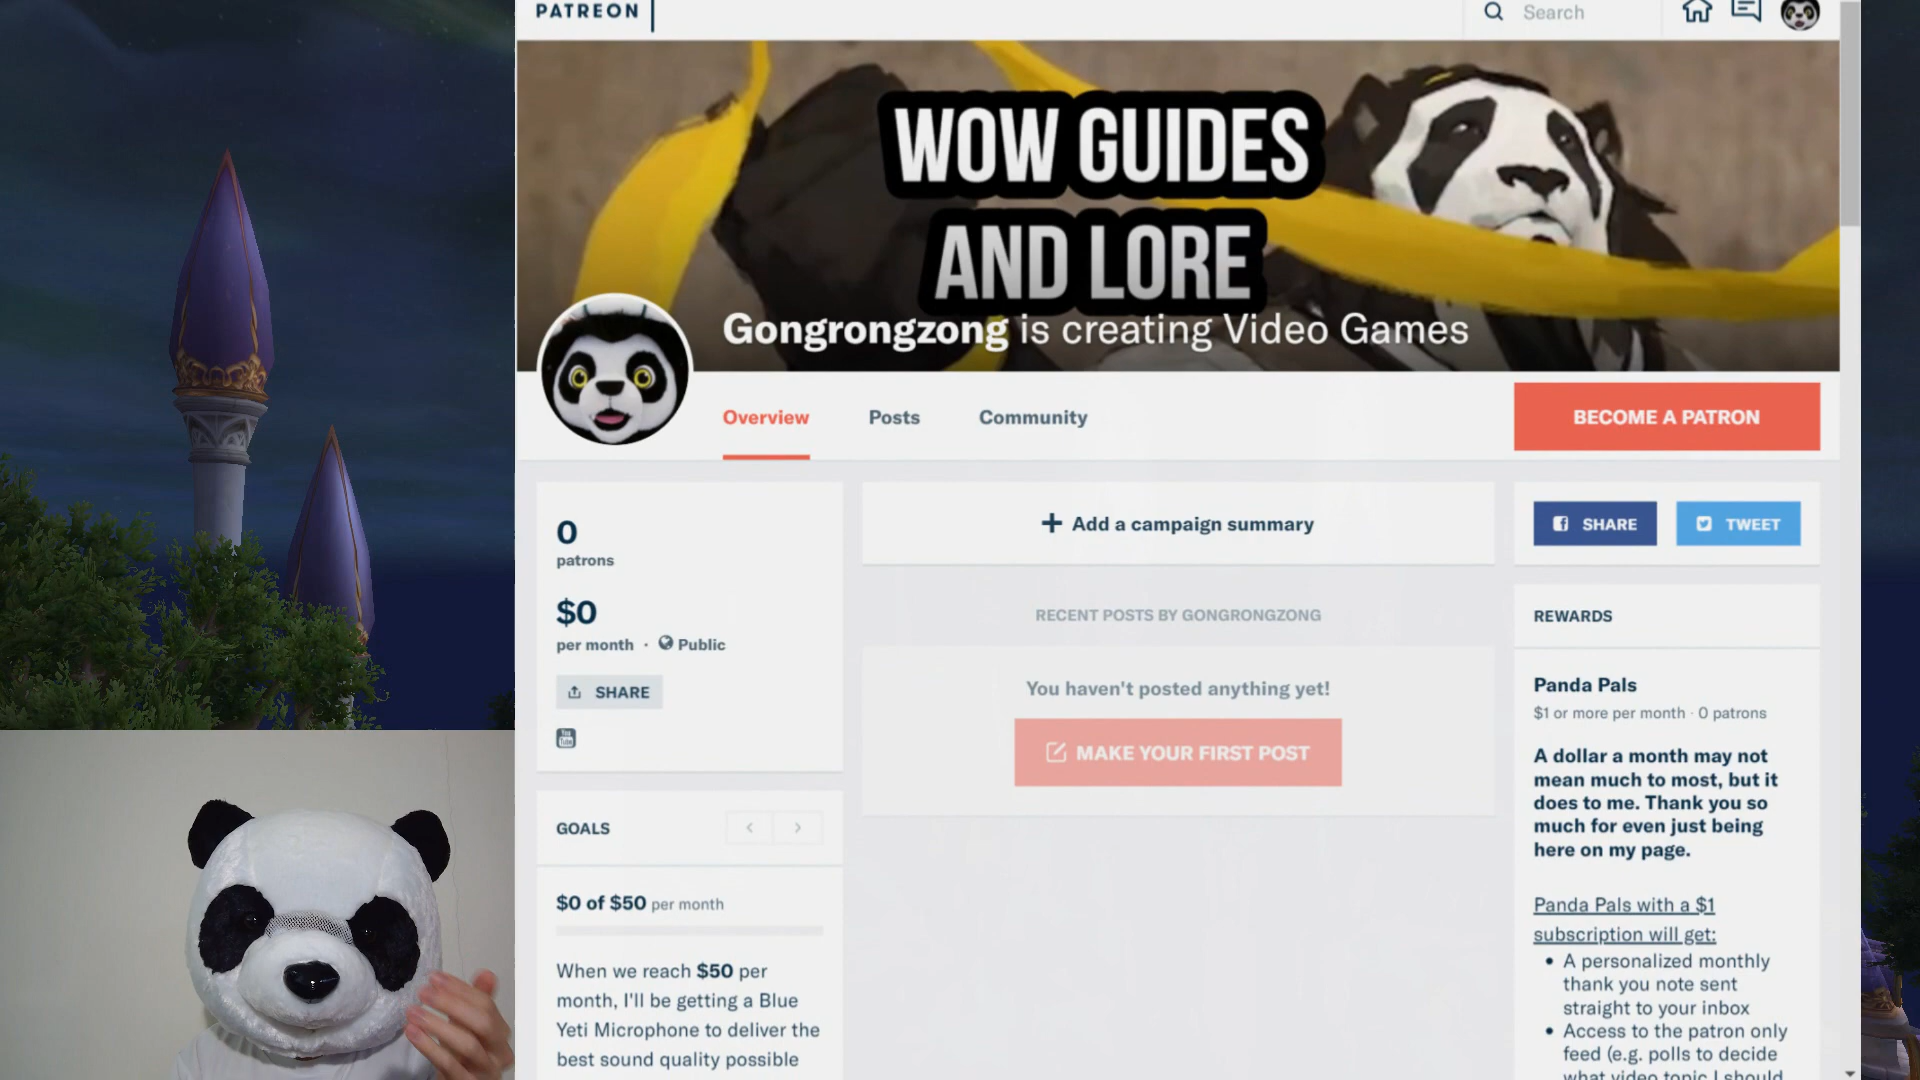 PATREON
Search
WOW GUIDES
AND LORE
Gongrongzong is creating Video Games
Overview
Posts
Community
BECOME A PATRON
0
patrons
$0
per month · Public
SHARE
You
Tube
GOALS
$0 of $50 per month
When we reach $50 per
month, I'll be getting a Blue
Yeti Microphone to deliver the
best sound quality possible
+ Add a campaign summary
RECENT POSTS BY GONGRONGZONG
You haven't posted anything yet!
MAKE YOUR FIRST POST
SHARE
TWEET
REWARDS
Panda Pals
$1 or more per month · 0 patrons
A dollar a month may not
mean much to most, but it
does to me. Thank you so
much for even just being
here on my page.
Panda Pals with a $1
subscription will get:
• A personalized monthly
thank you note sent
straight to your inbox
• Access to the patron only
feed (e.g. polls to decide
what video topic I should